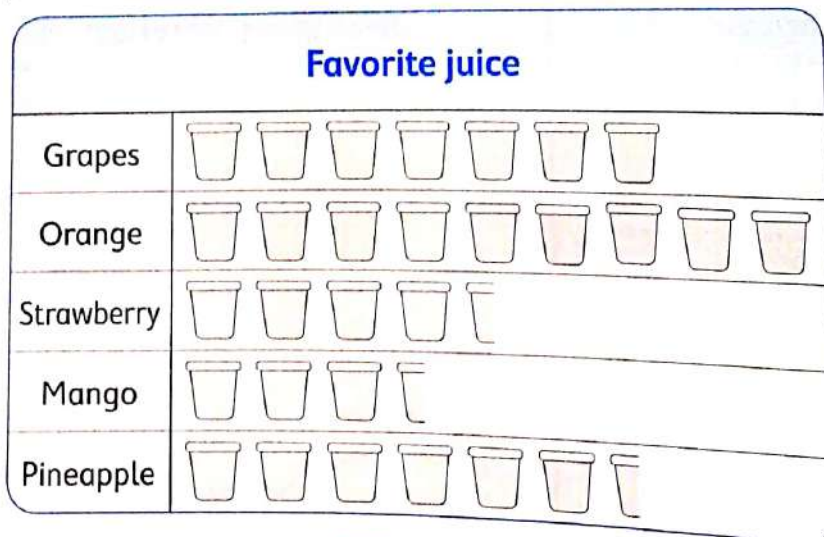 Favorite juice
Grapes
Orange
Strawberry
Mango
Pineapple